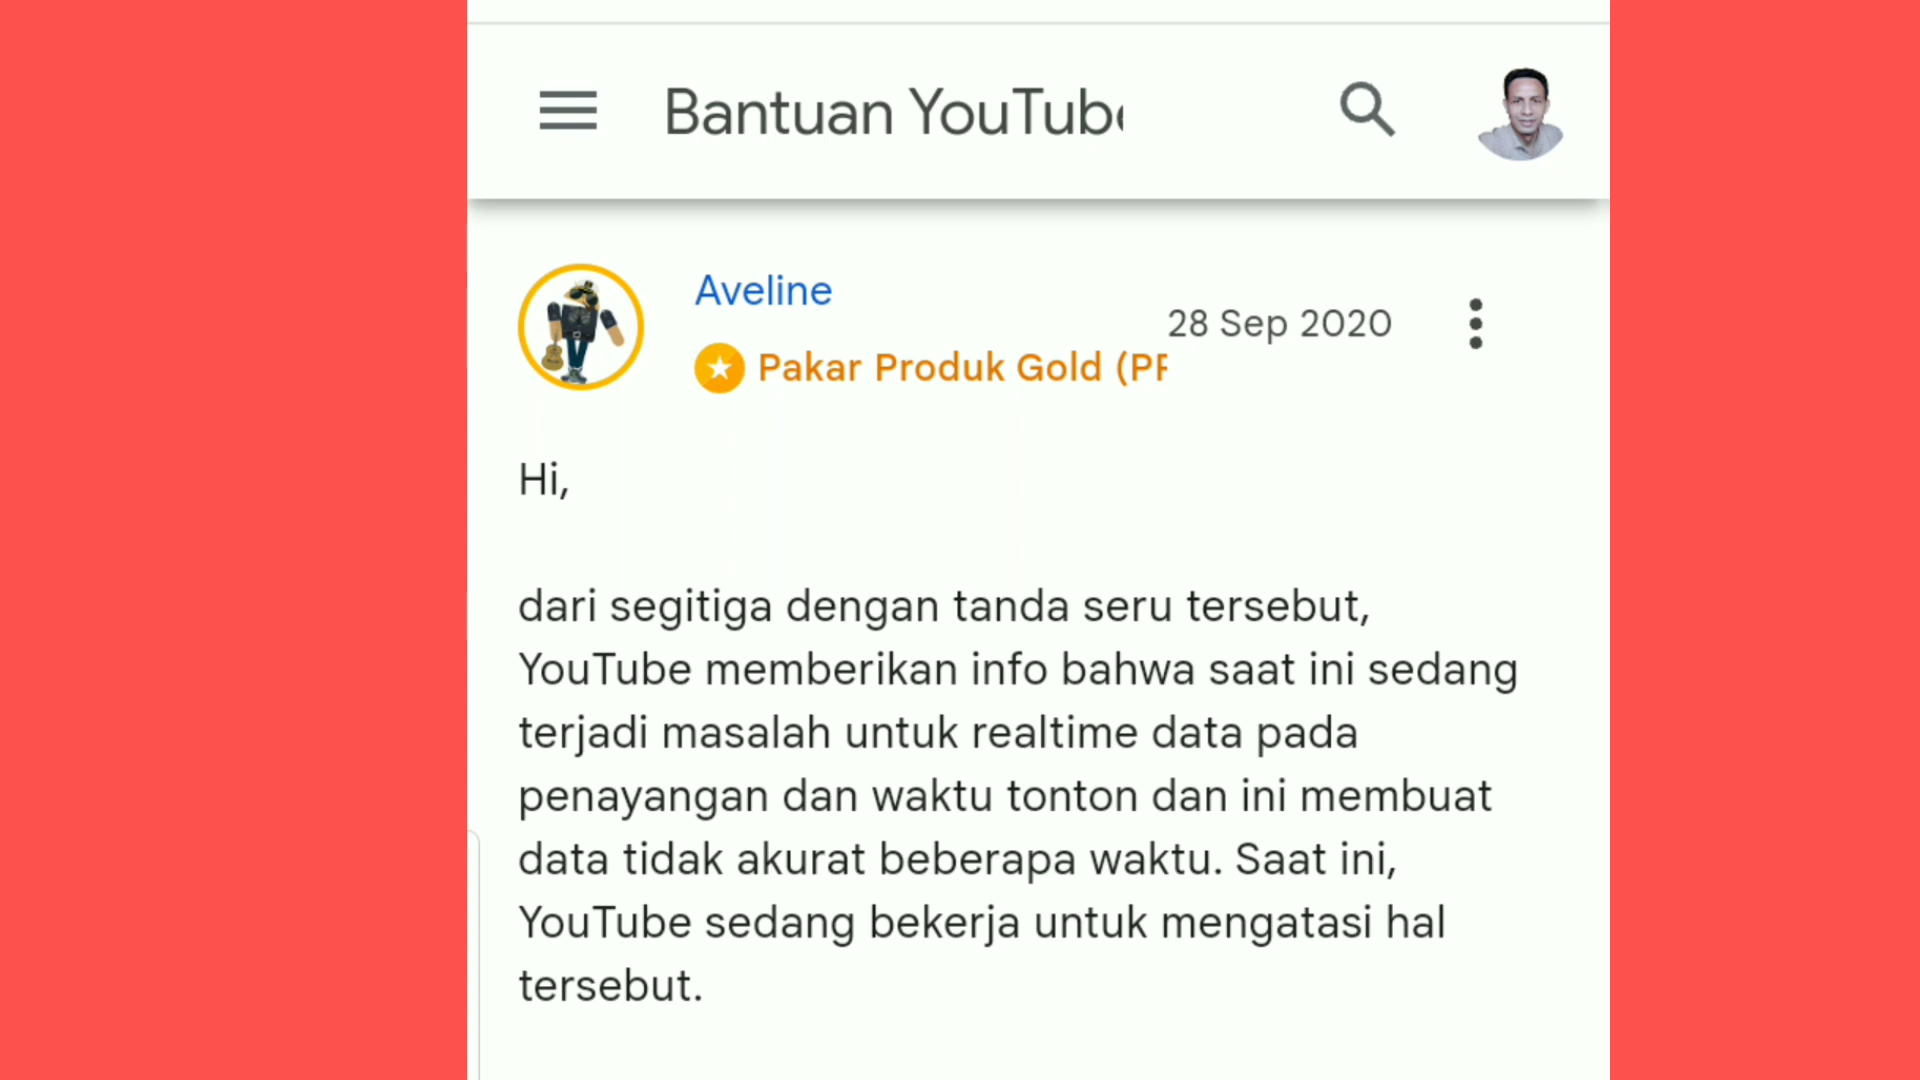 Bantuan YouTube
Aveline
28 Sep 2020
Pakar Produk Gold (PP
Hi,
dari segitiga dengan tanda seru tersebut,
YouTube memberikan info bahwa saat ini sedang
terjadi masalah untuk realtime data pada
penayangan dan waktu tonton dan ini membuat
data tidak akurat beberapa waktu. Saat ini,
YouTube sedang bekerja untuk mengatasi hal
tersebut.